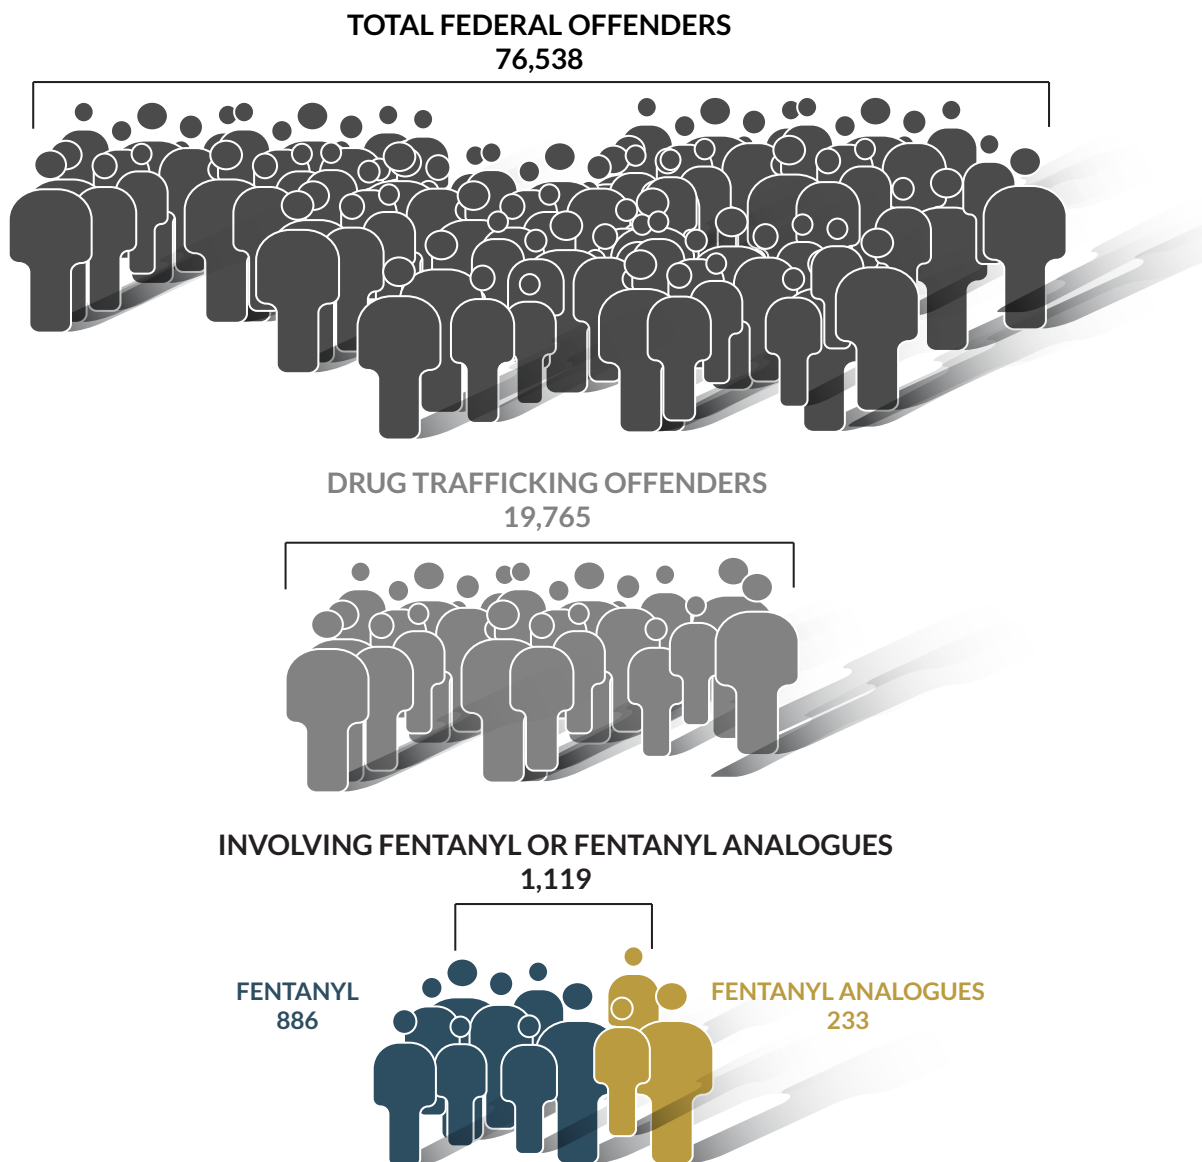 TOTAL FEDERAL OFFENDERS
76,538
DRUG TRAFFICKING OFFENDERS
19,765
INVOLVING FENTANYL OR FENTANYL ANALOGUES
1,119
FENTANYL
886
FENTANYL ANALOGUES
233